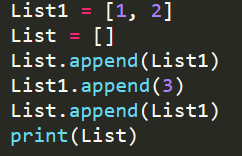 List1 = [1, 2]
List = []
List.append(List1)
List1.append(3)
List.append(List1)
print(List)